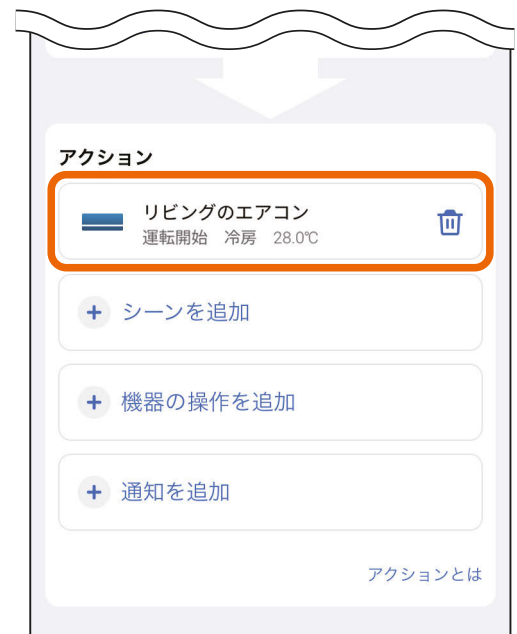 アクション
リビングのエアコン
運転開始 冷房 28.0℃
シーンを追加
機器の操作を追加
通知を追加
アクションとは